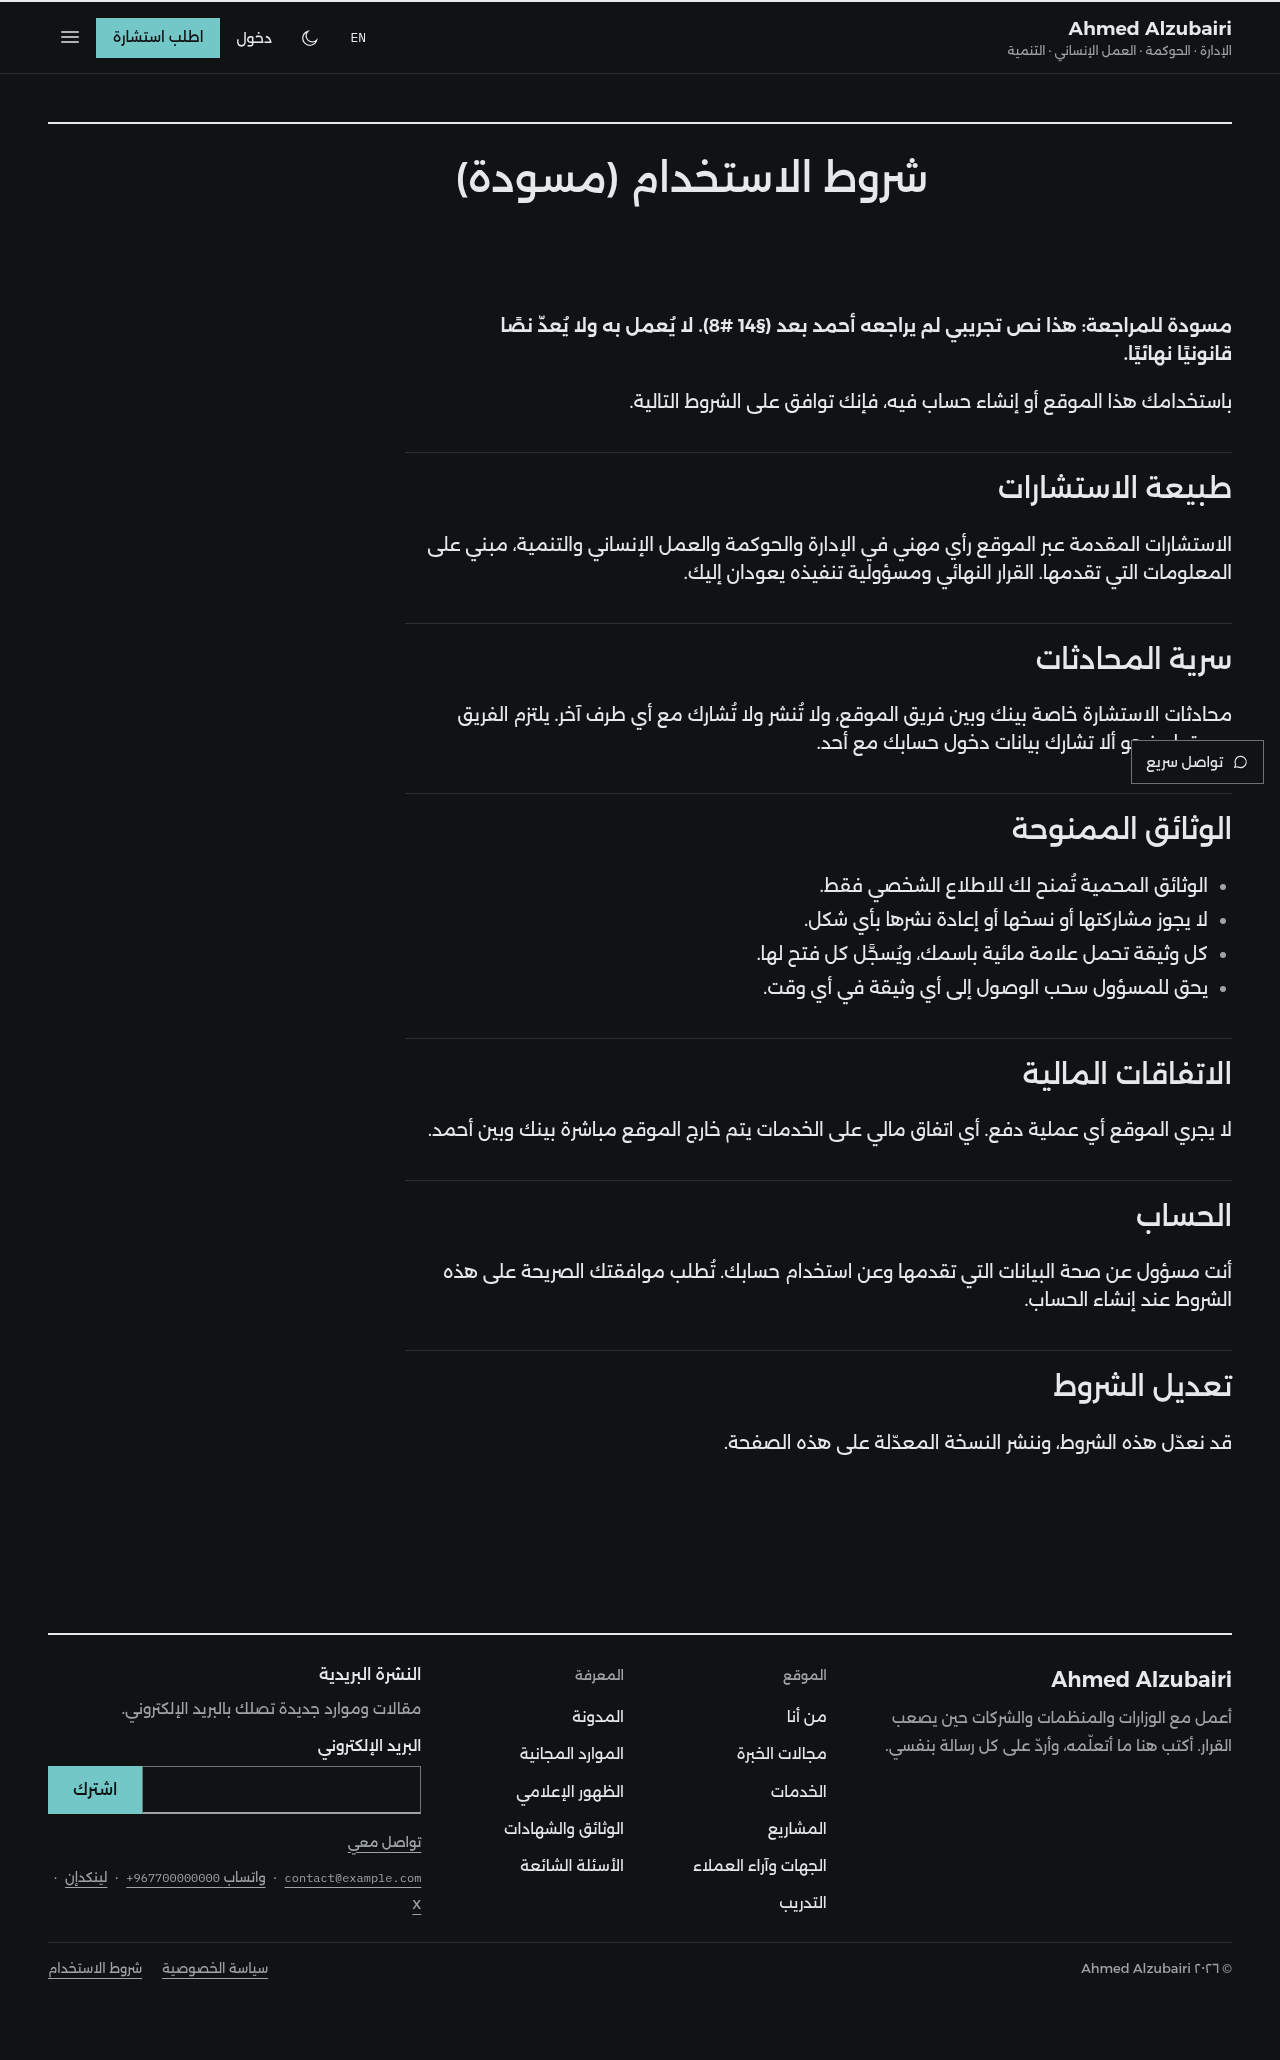 Ahmed Alzubairi
الإدارة · الحوكمة · العمل الإنساني · التنمية
EN
دخول
اطلب استشارة
شروط الاستخدام (مسودة)
مسودة للمراجعة: هذا نص تجريبي لم يراجعه أحمد بعد (§14 #8). لا يُعمل به ولا يُعدّ نصًا
قانونيًا نهائيًا.
باستخدامك هذا الموقع أو إنشاء حساب فيه، فإنك توافق على الشروط التالية.
طبيعة الاستشارات
الاستشارات المقدمة عبر الموقع رأي مهني في الإدارة والحوكمة والعمل الإنساني والتنمية، مبني على
المعلومات التي تقدمها. القرار النهائي ومسؤولية تنفيذه يعودان إليك.
سرية المحادثات
محادثات الاستشارة خاصة بينك وبين فريق الموقع، ولا تُنشر ولا تُشارك مع أي طرف آخر. يلتزم الفريق
ألا تشارك بيانات دخول حسابك مع أحد.
تواصل سريع
الوثائق الممنوحة
الوثائق المحمية تُمنح لك للاطلاع الشخصي فقط.
لا يجوز مشاركتها أو نسخها أو إعادة نشرها بأي شكل.
كل وثيقة تحمل علامة مائية باسمك، ويُسجَّل كل فتح لها.
يحق للمسؤول سحب الوصول إلى أي وثيقة في أي وقت.
الاتفاقات المالية
لا يجري الموقع أي عملية دفع. أي اتفاق مالي على الخدمات يتم خارج الموقع مباشرة بينك وبين أحمد.
الحساب
أنت مسؤول عن صحة البيانات التي تقدمها وعن استخدام حسابك. تُطلب موافقتك الصريحة على هذه
الشروط عند إنشاء الحساب.
تعديل الشروط
قد نعدّل هذه الشروط، وننشر النسخة المعدّلة على هذه الصفحة.
Ahmed Alzubairi
أعمل مع الوزارات والمنظمات والشركات حين يصعب
القرار. أكتب هنا ما أتعلّمه، وأردّ على كل رسالة بنفسي.
الموقع
من أنا
مجالات الخبرة
الخدمات
المشاريع
الجهات وآراء العملاء
التدريب
المعرفة
المدونة
الموارد المجانية
الظهور الإعلامي
الوثائق والشهادات
الأسئلة الشائعة
النشرة البريدية
مقالات وموارد جديدة تصلك بالبريد الإلكتروني.
البريد الإلكتروني
اشترك
تواصل معي
contact@example.com · واتساب +967700000000 · لينكدإن ·
X
© ٢٠٢٦ Ahmed Alzubairi
سياسة الخصوصية
شروط الاستخدام